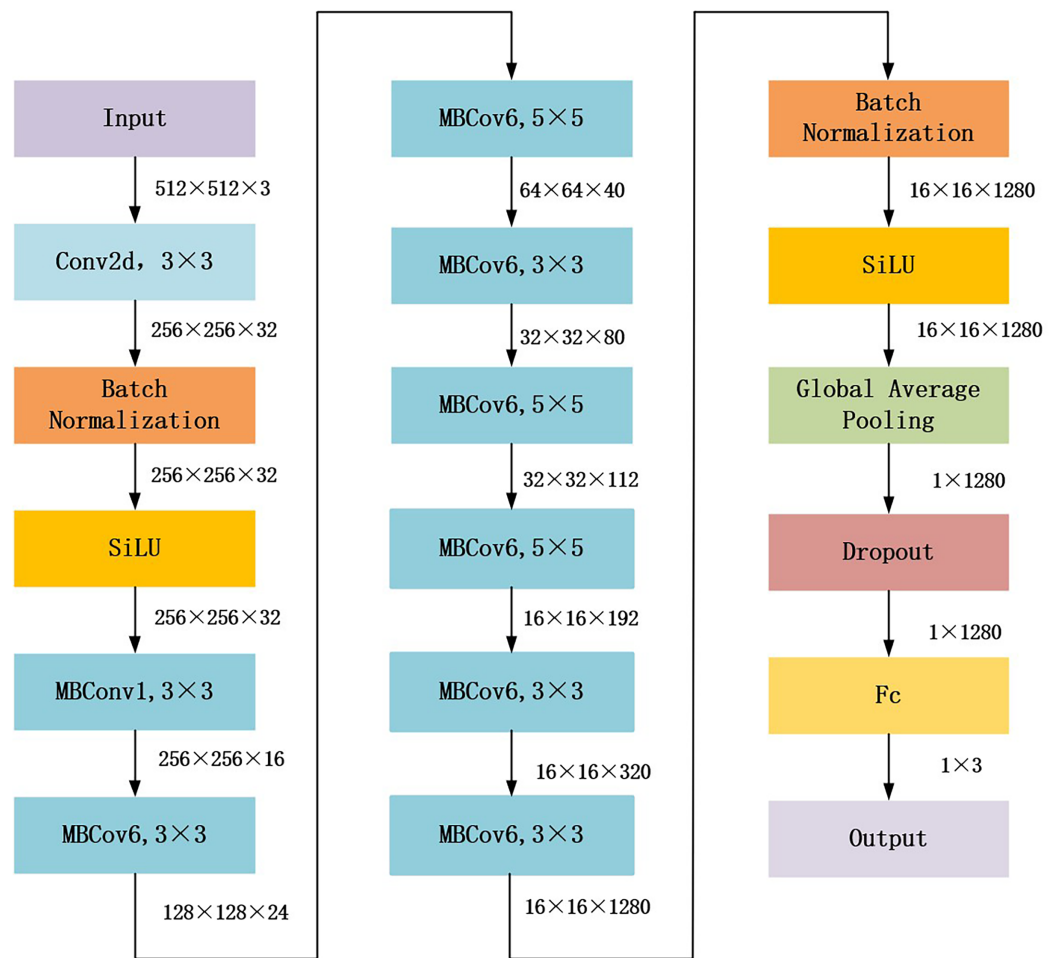 Input
512×512×3
Conv2d, 3×3
256×256×32
Batch
Normalization
256×256×32
SiLU
256×256×32
MBConv1, 3×3
256×256×16
MBCov6, 3×3
128×128×24
MBCov6, 5×5
64×64×40
MBCov6, 3×3
32×32×80
MBCov6, 5×5
32×32×112
MBCov6, 5×5
16×16×192
MBCov6, 3×3
16×16×320
MBCov6, 3×3
16×16×1280
Batch
Normalization
16×16×1280
SiLU
16×16×1280
Global Average
Pooling
1×1280
Dropout
1×1280
Fc
1×3
Output